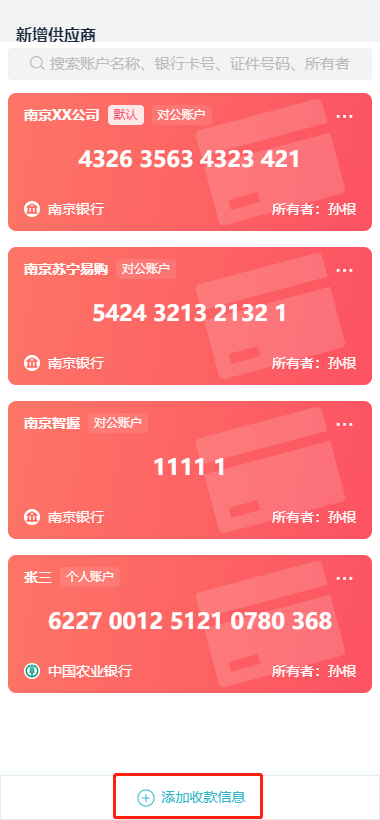 新增供应商
搜索账户名称、银行卡号、证件号码、所有者
南京XX公司 默认 对公账户 ...
4326 3563 4323 421
南京银行 所有者：孙根
南京苏宁易购 对公账户 ...
5424 3213 2132 1
南京银行 所有者：孙根
南京智握 对公账户 ...
1111 1
南京银行 所有者：孙根
张三 个人账户 ...
6227 0012 5121 0780 368
中国农业银行 所有者：孙根
添加收款信息